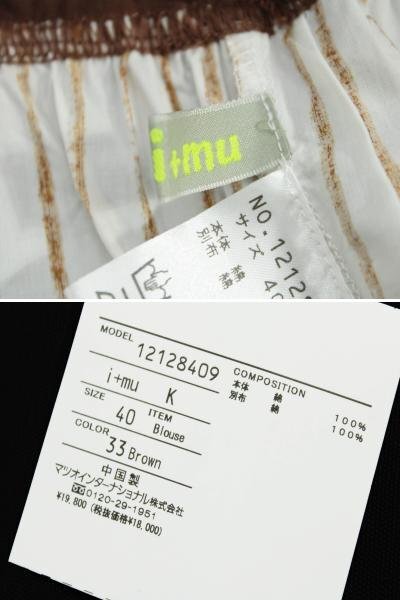 i+mu
NO. 1212
サイズ 40
本体 綿
別布 綿
MODEL 12128409
i+mu K
SIZE 40 ITEM Blouse
COLOR 33 Brown
COMPOSITION
本体 綿 100%
別布 綿 100%
中国製
マツオインターナショナル株式会社
0120-29-1951
¥19,800 (税抜価格¥18,000)